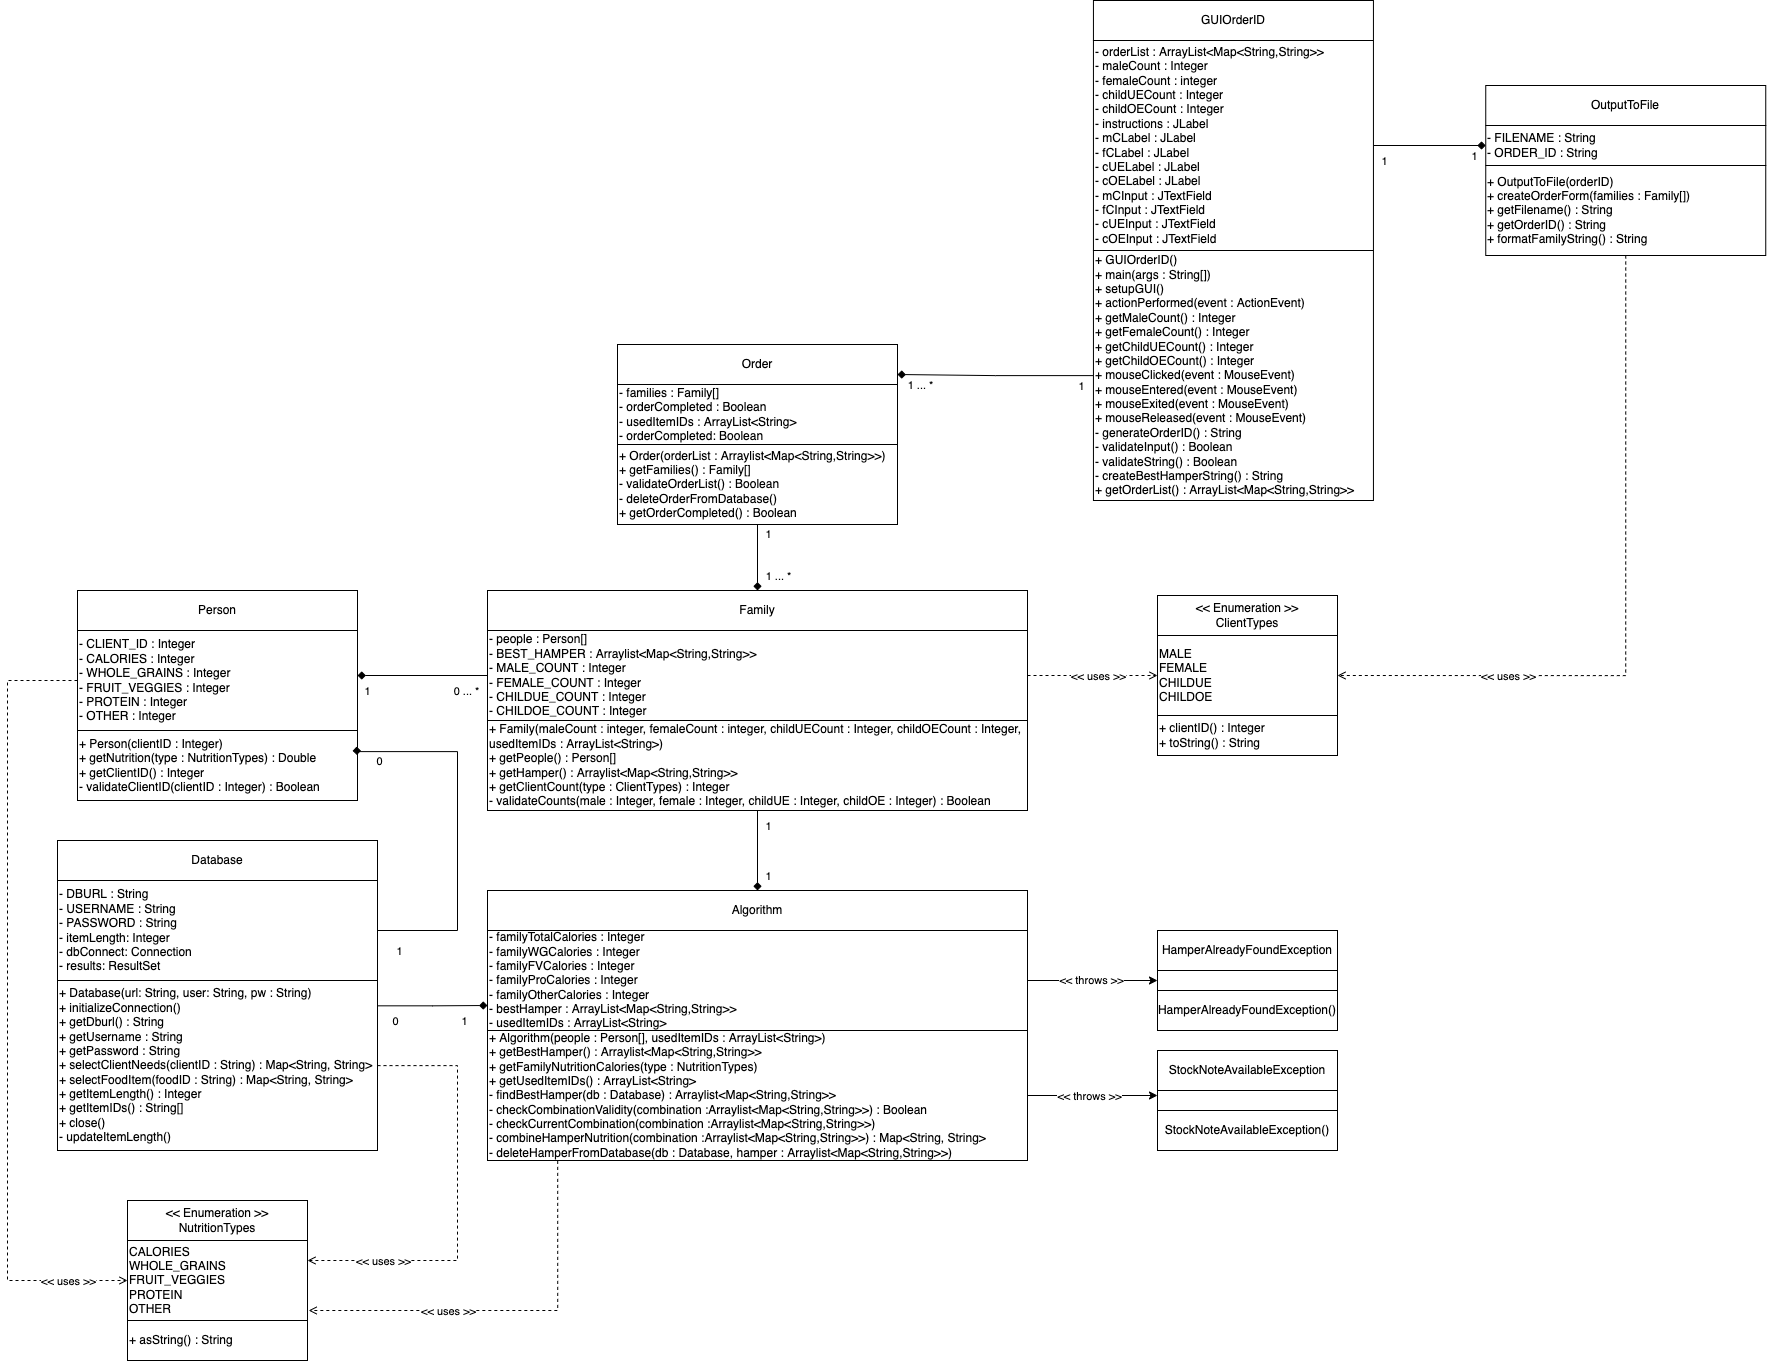 GUIOrderID
- orderList : ArrayList<Map<String,String>>
- maleCount : Integer
- femaleCount : integer
- childUECount : Integer
- childOECount : Integer
- instructions : JLabel
- mCLabel : JLabel
- fCLabel : JLabel
- cUELabel : JLabel
- cOELabel : JLabel
- mCInput : JTextField
- fCInput : JTextField
- cUEInput : JTextField
- cOEInput : JTextField
+ GUIOrderID()
+ main(args : String[])
+ setupGUI()
+ actionPerformed(event : ActionEvent)
+ getMaleCount() : Integer
+ getFemaleCount() : Integer
+ getChildUECount() : Integer
+ getChildOECount() : Integer
+ mouseClicked(event : MouseEvent)
+ mouseEntered(event : MouseEvent)
+ mouseExited(event : MouseEvent)
+ mouseReleased(event : MouseEvent)
- generateOrderID() : String
- validateInput() : Boolean
- validateString() : Boolean
- createBestHamperString() : String
+ getOrderList() : ArrayList<Map<String,String>>
1
1
OutputToFile
- FILENAME : String
- ORDER_ID : String
+ OutputToFile(orderID)
+ createOrderForm(families : Family[])
+ getFilename() : String
+ getOrderID() : String
+ formatFamilyString() : String
Order
- families : Family[]
- orderCompleted : Boolean
- usedItemIDs : ArrayList<String>
- orderCompleted: Boolean
+ Order(orderList : Arraylist<Map<String,String>>)
+ getFamilies() : Family[]
- validateOrderList() : Boolean
- deleteOrderFromDatabase()
+ getOrderCompleted() : Boolean
1 ... *
1
1
1 ... *
Person
- CLIENT_ID : Integer
- CALORIES : Integer
- WHOLE_GRAINS : Integer
- FRUIT_VEGGIES : Integer
- PROTEIN : Integer
- OTHER : Integer
+ Person(clientID : Integer)
+ getNutrition(type : NutritionTypes) : Double
+ getClientID() : Integer
- validateClientID(clientID : Integer) : Boolean
1
0 ... *
0
Family
- people : Person[]
- BEST_HAMPER : Arraylist<Map<String,String>>
- MALE_COUNT : Integer
- FEMALE_COUNT : Integer
- CHILDUE_COUNT : Integer
- CHILDOE_COUNT : Integer
+ Family(maleCount : integer, femaleCount : integer, childUECount : Integer, childOECount : Integer,
usedItemIDs : ArrayList<String>)
+ getPeople() : Person[]
+ getHamper() : Arraylist<Map<String,String>>
+ getClientCount(type : ClientTypes) : Integer
- validateCounts(male : Integer, female : Integer, childUE : Integer, childOE : Integer) : Boolean
<< uses >>
<< Enumeration >>
ClientTypes
MALE
FEMALE
CHILDUE
CHILDOE
+ clientID() : Integer
+ toString() : String
<< uses >>
1
1
Database
- DBURL : String
- USERNAME : String
- PASSWORD : String
- itemLength: Integer
- dbConnect: Connection
- results: ResultSet
+ Database(url: String, user: String, pw : String)
+ initializeConnection()
+ getDburl() : String
+ getUsername : String
+ getPassword : String
+ selectClientNeeds(clientID : String) : Map<String, String>
+ selectFoodItem(foodID : String) : Map<String, String>
+ getItemLength() : Integer
+ getItemIDs() : String[]
+ close()
- updateItemLength()
1
0
1
Algorithm
- familyTotalCalories : Integer
- familyWGCalories : Integer
- familyFVCalories : Integer
- familyProCalories : Integer
- familyOtherCalories : Integer
- bestHamper : ArrayList<Map<String,String>>
- usedItemIDs : ArrayList<String>
+ Algorithm(people : Person[], usedItemIDs : ArrayList<String>)
+ getBestHamper() : Arraylist<Map<String,String>>
+ getFamilyNutritionCalories(type : NutritionTypes)
+ getUsedItemIDs() : ArrayList<String>
- findBestHamper(db : Database) : Arraylist<Map<String,String>>
- checkCombinationValidity(combination :Arraylist<Map<String,String>>) : Boolean
- checkCurrentCombination(combination :Arraylist<Map<String,String>>)
- combineHamperNutrition(combination :Arraylist<Map<String,String>>) : Map<String, String>
- deleteHamperFromDatabase(db : Database, hamper : Arraylist<Map<String,String>>)
<< throws >>
HamperAlreadyFoundException
HamperAlreadyFoundException()
<< throws >>
StockNoteAvailableException
StockNoteAvailableException()
<< Enumeration >>
NutritionTypes
CALORIES
WHOLE_GRAINS
FRUIT_VEGGIES
PROTEIN
OTHER
+ asString() : String
<< uses >>
<< uses >>
<< uses >>